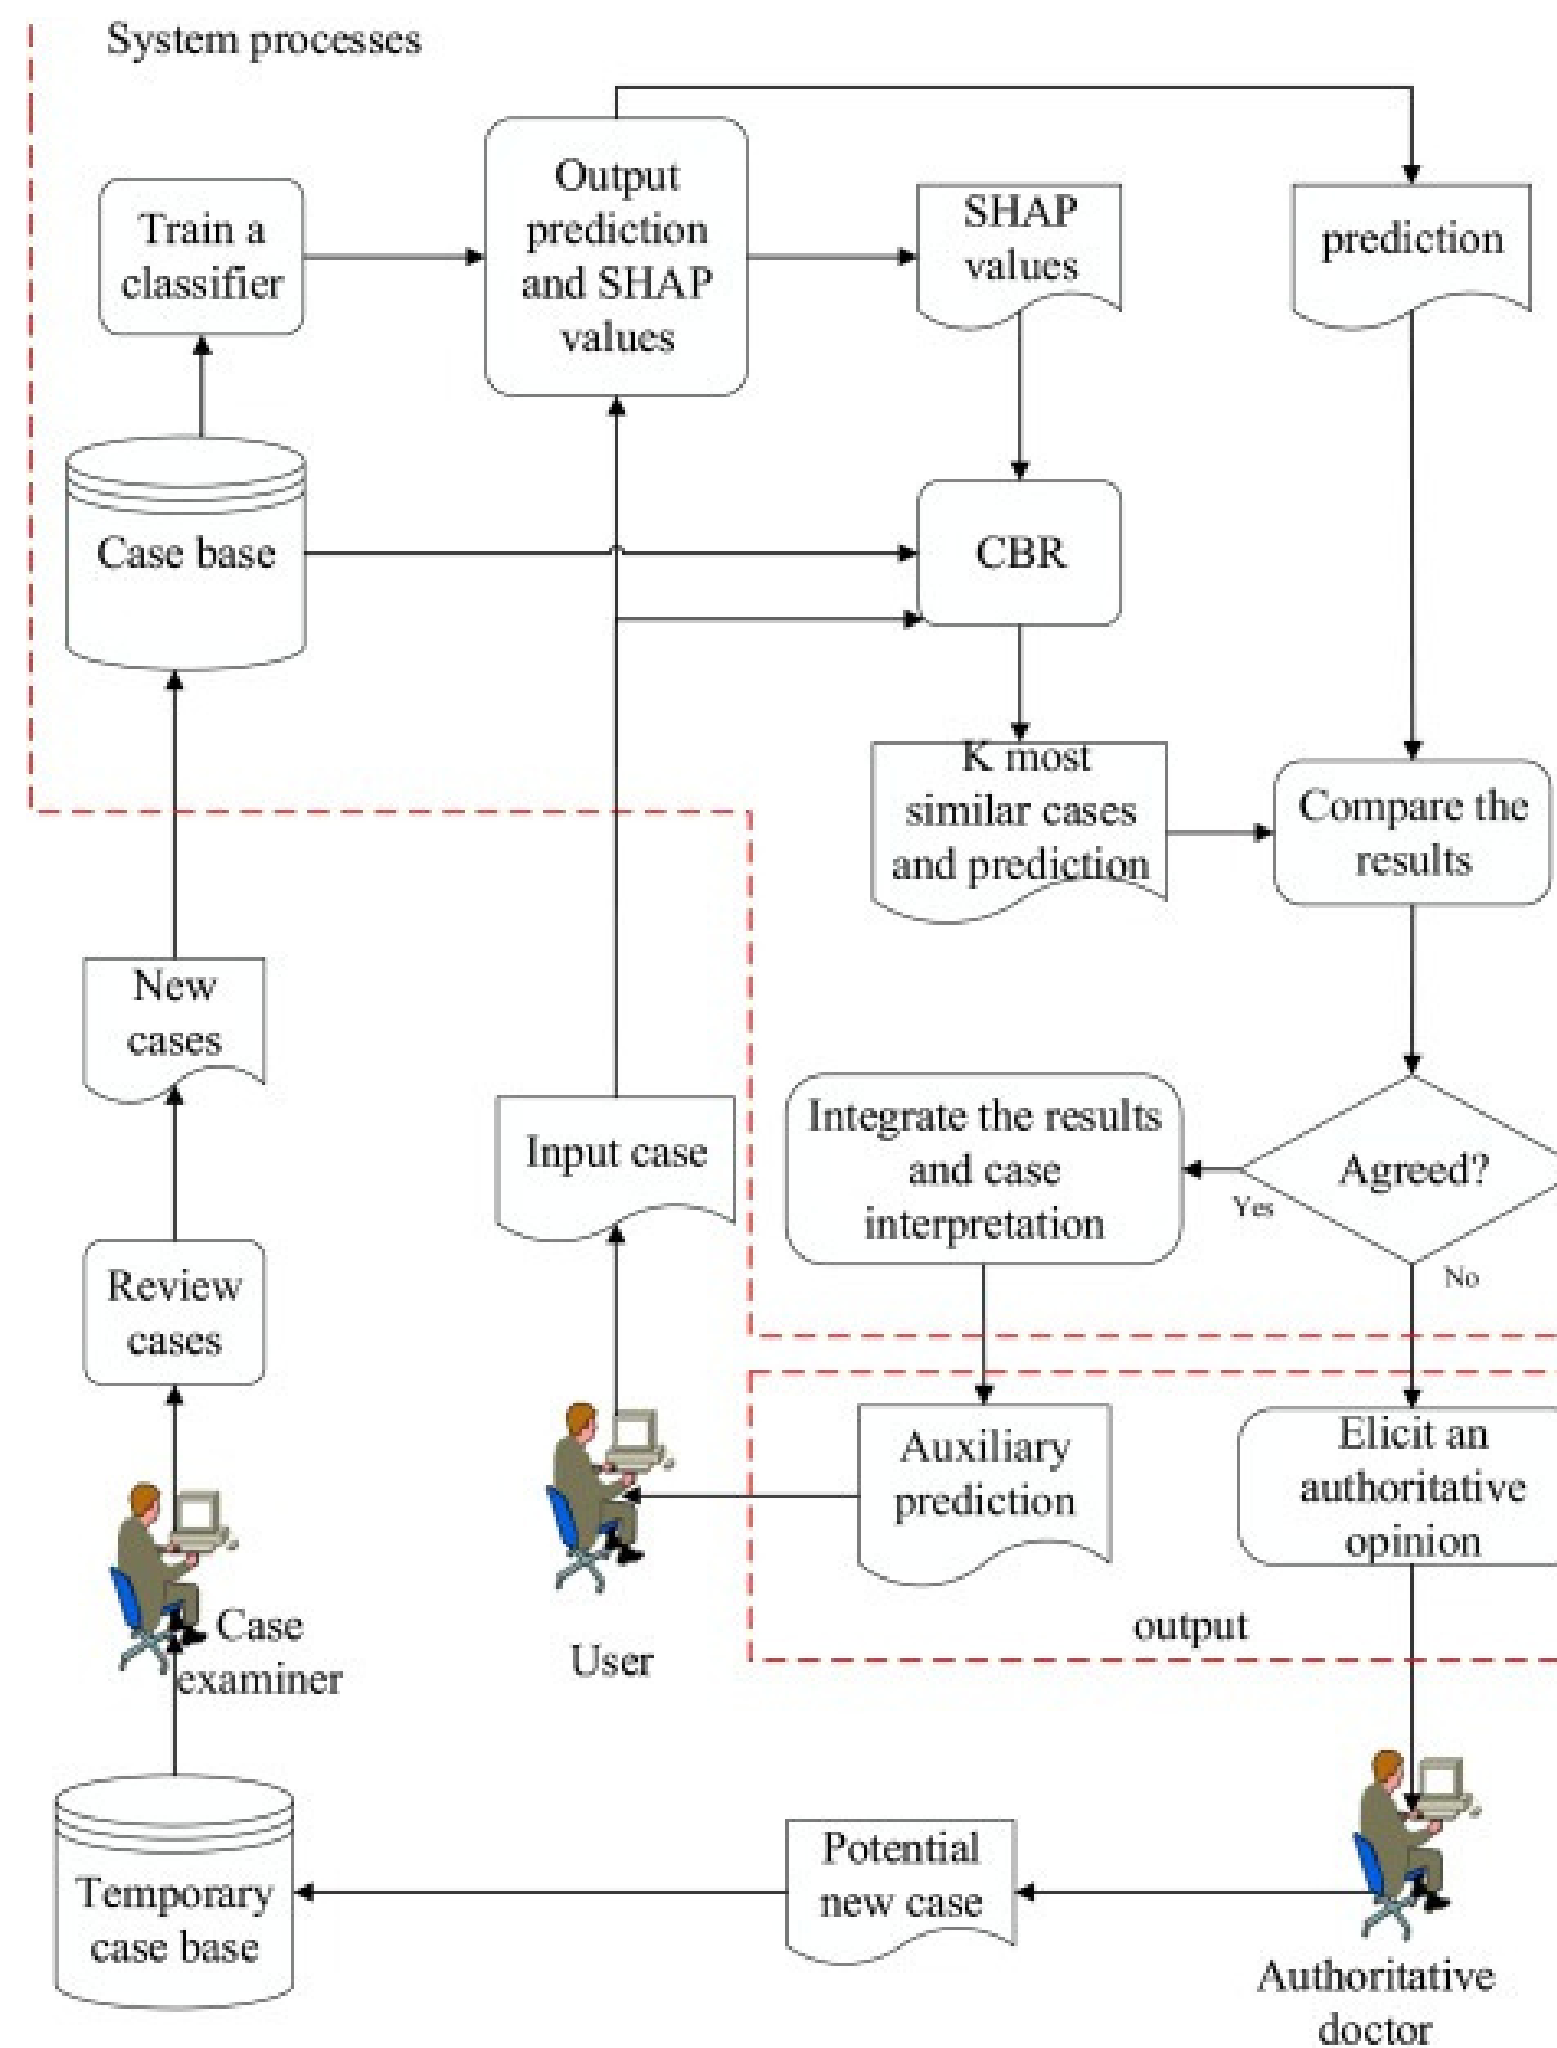 System processes
Train a
classifier
Output
prediction
and SHAP
values
SHAP
values
prediction
Case base
CBR
K most
similar cases
and prediction
Compare the
results
New
cases
Input case
Integrate the results
and case
interpretation
Agreed?
Yes
No
Review
cases
Auxiliary
prediction
Elicit an
authoritative
opinion
output
Case
examiner
User
Temporary
case base
Potential
new case
Authoritative
doctor